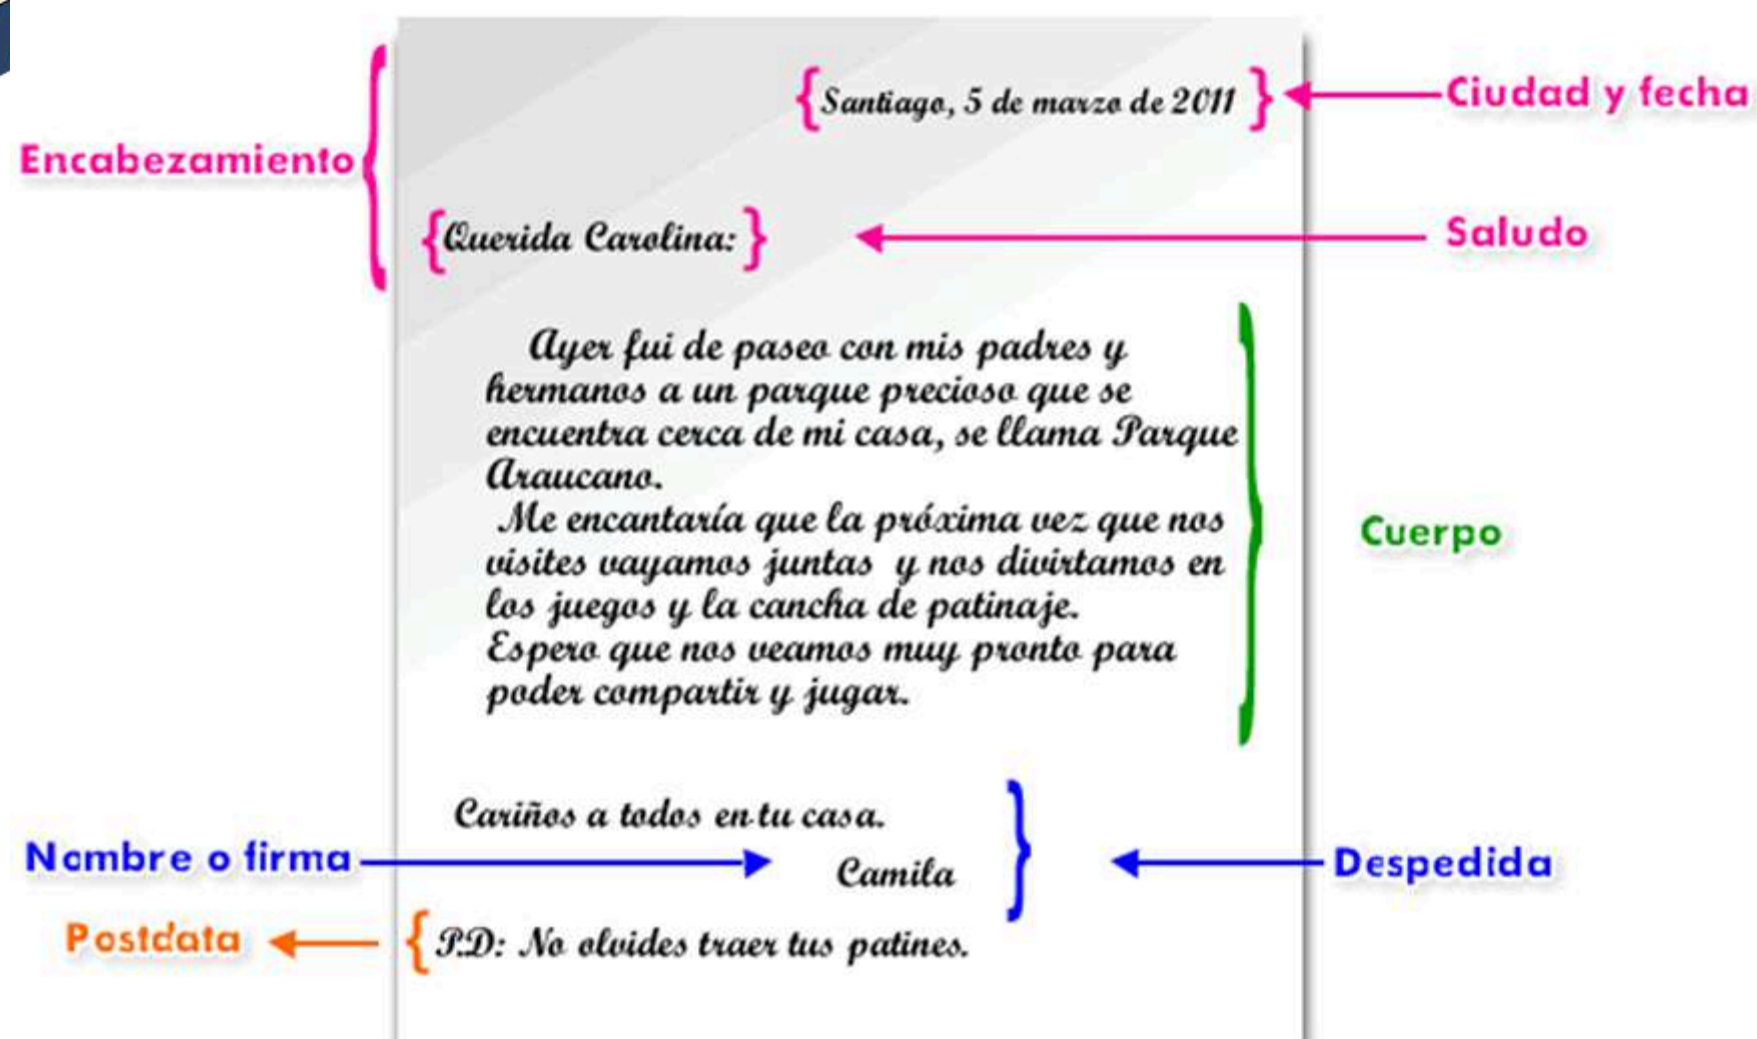 Santiago, 5 de marzo de 2011
Ciudad y fecha
Encabezamiento
Querida Carolina:
Saludo
Ayer fui de paseo con mis padres y
hermanos a un parque precioso que se
encuentra cerca de mi casa, se llama Parque
Araucano.
Me encantaría que la próxima vez que nos
visites vayamos juntas y nos divirtamos en
los juegos y la cancha de patinaje.
Espero que nos veamos muy pronto para
poder compartir y jugar.
Cuerpo
Cariños a todos en tu casa.
Nombre o firma
Camila
Despedida
Postdata
P.D: No olvides traer tus patines.